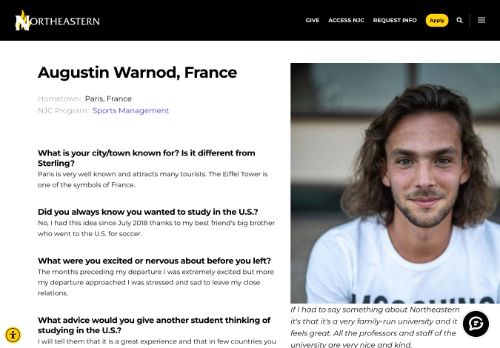 NORTHEASTERN
GIVE ACCESS NJC REQUEST INFO Apply
Augustin Warnod, France
Hometown: Paris, France
NJC Program: Sports Management
What is your city/town known for? Is it different from
Sterling?
Paris is very well known and attracts many tourists. The Eiffel Tower is
one of the symbols of France.
Did you always know you wanted to study in the U.S.?
No, I had this idea since July 2018 thanks to my best friend's big brother
who went to the U.S. for soccer.
What were you excited or nervous about before you left?
The months preceding my departure I was extremely excited but more
my departure approached I was stressed and sad to leave my close
relations.
What advice would you give another student thinking of
studying in the U.S.?
I will tell them that it is a great experience and that in few countries you
If I had to say something about Northeastern
it's that it's a very family-run university and it
feels great. All the professors and staff of the
university are very nice and kind.